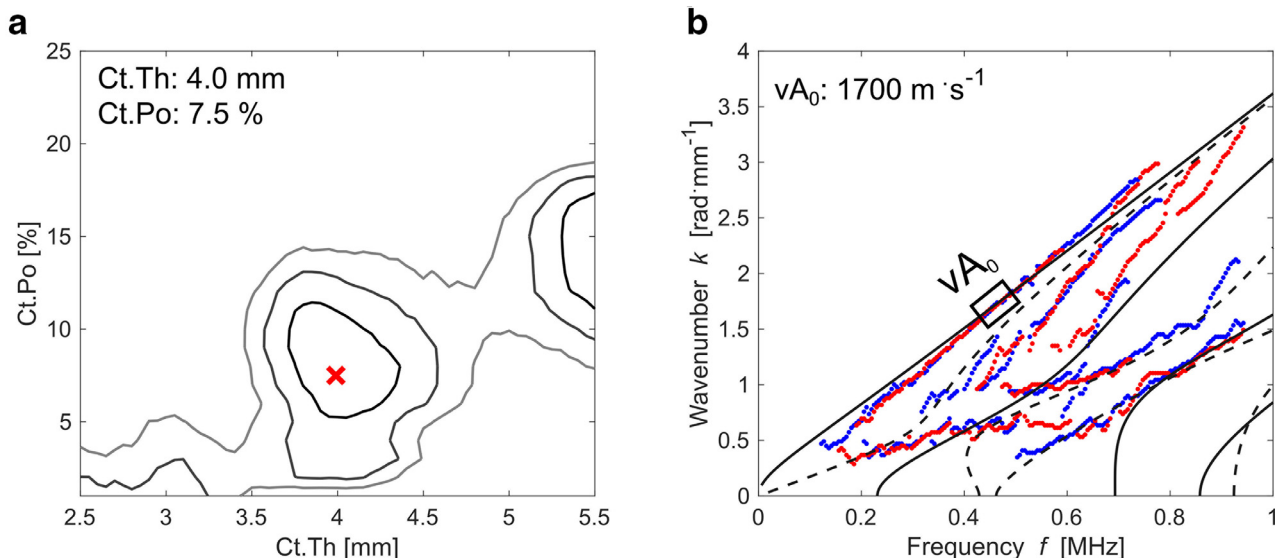 a
Ct.Th: 4.0 mm
Ct.Po: 7.5 %
25
20
15
10
5
Ct.Po [%]
2.5 3 3.5 4 4.5 5 5.5
Ct.Th [mm]
b
vA₀: 1700 m·s⁻¹
vA₀
4
3.5
3
2.5
2
1.5
1
0.5
0
Wavenumber k [rad·mm⁻¹]
0 0.2 0.4 0.6 0.8 1
Frequency f [MHz]